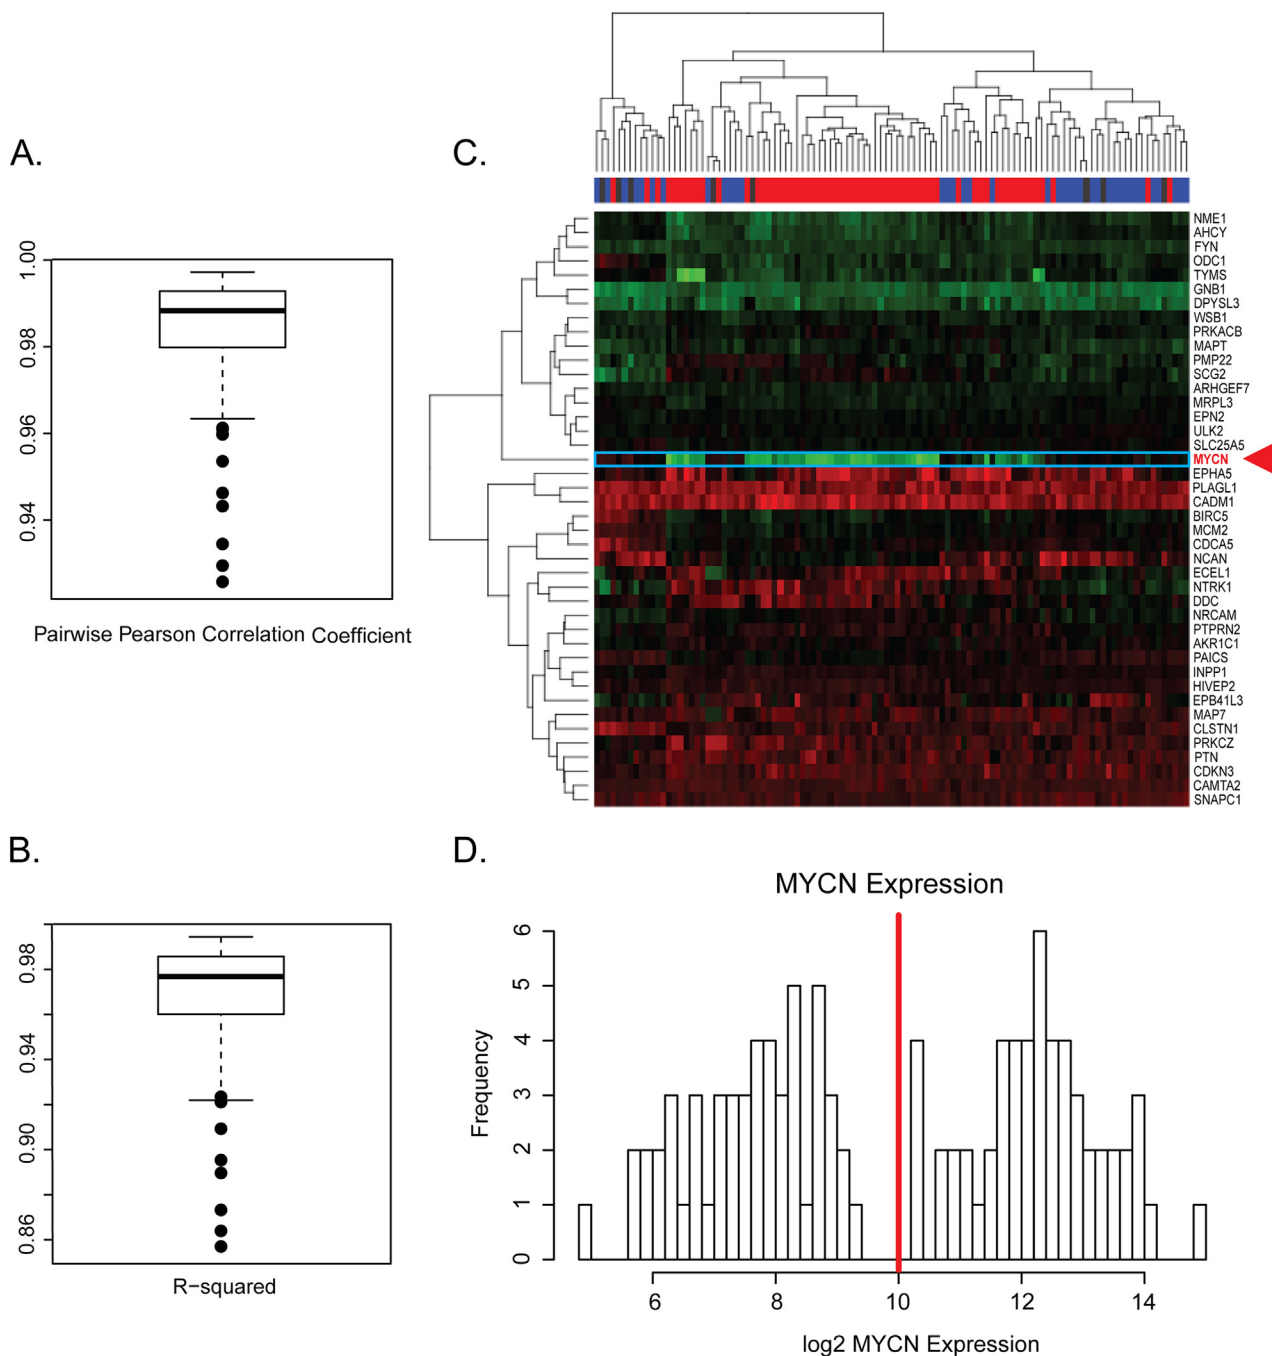 A.
1.00
0.98
0.96
0.94
Pairwise Pearson Correlation Coefficient
B.
0.98
0.94
0.90
0.86
R-squared
C.
NME1
AHCY
FYN
ODC1
TYMS
GNB1
DPYSL3
WSB1
PRKACB
MAPT
PMP22
SCG2
ARHGEF7
MRPL3
EPN2
ULK2
SLC25A5
MYCN
EPHA5
PLAGL1
CADM1
BIRC5
MCM2
CDCA5
NCAN
ECEL1
NTRK1
DDC
NRCAM
PTPRN2
AKR1C1
PAICS
INPP1
HIVEP2
EPB41L3
MAP7
CLSTN1
PRKCZ
PTN
CDKN3
CAMTA2
SNAPC1
D.
MYCN Expression
Frequency
6
5
4
3
2
1
0
6 8 10 12 14
log2 MYCN Expression